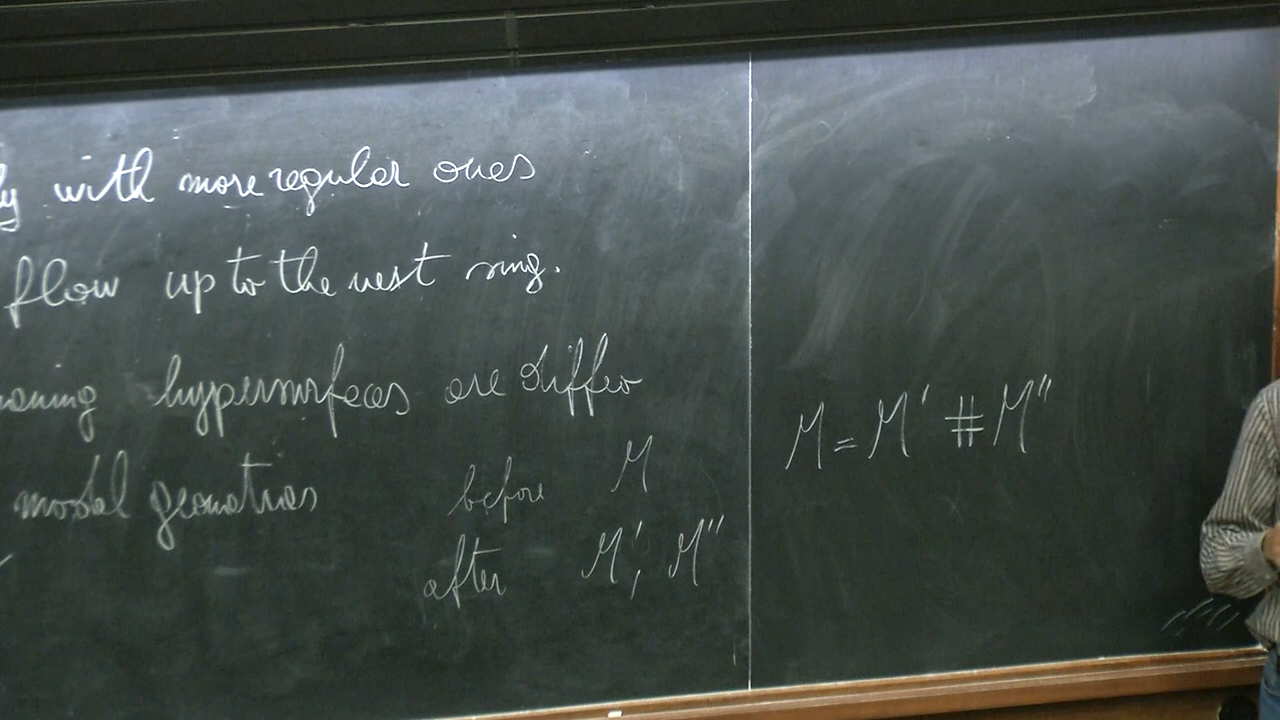 with more regular ones
flow up to the next sing.
hypersurfaces are diffeo
model geometries before M
after M', M"
M = M' # M"